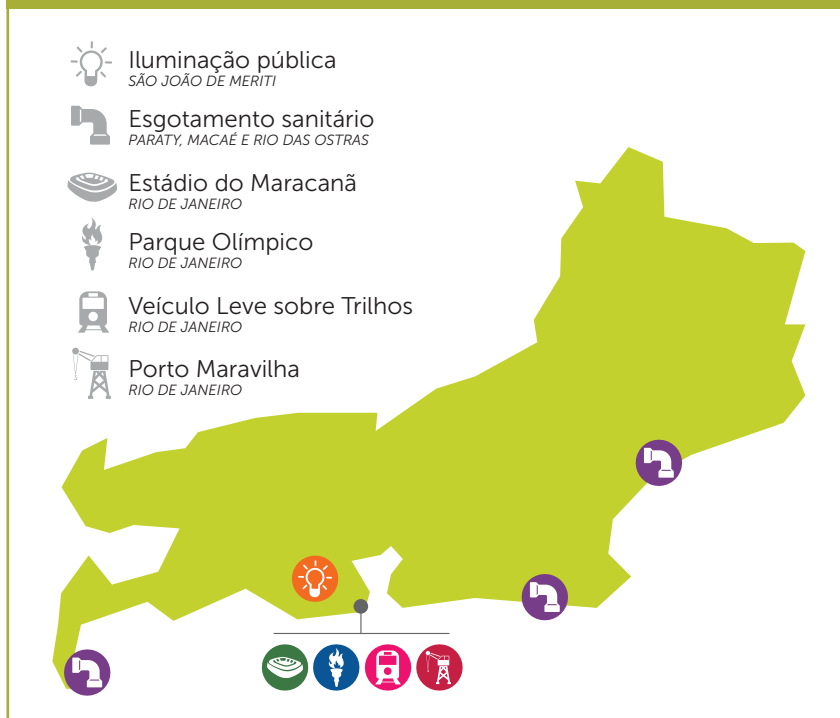 Iluminação pública
SÃO JOÃO DE MERITI
Esgotamento sanitário
PARATY, MACAÉ E RIO DAS OSTRAS
Estádio do Maracanã
RIO DE JANEIRO
Parque Olímpico
RIO DE JANEIRO
Veículo Leve sobre Trilhos
RIO DE JANEIRO
Porto Maravilha
RIO DE JANEIRO